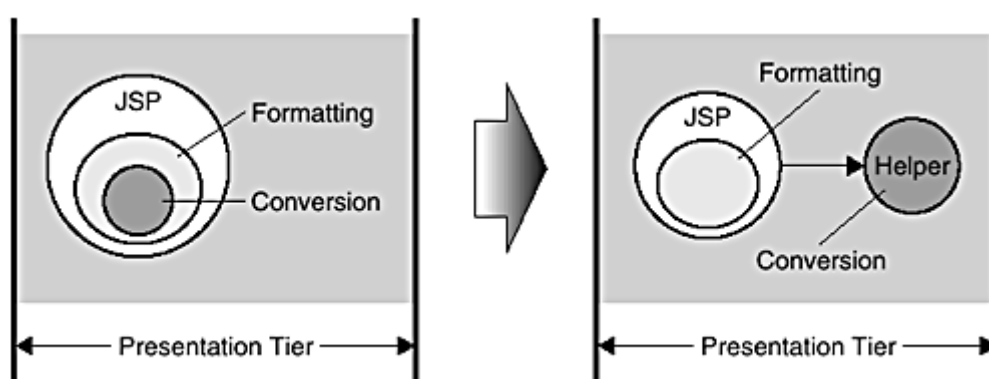 JSP
Formatting
Conversion
Presentation Tier
Formatting
JSP
Helper
Conversion
Presentation Tier